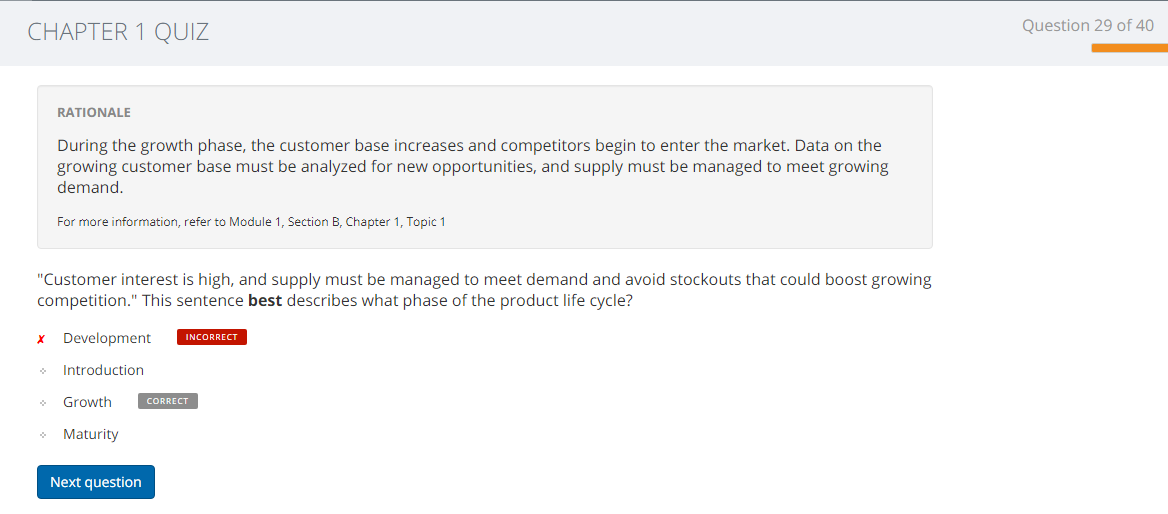 CHAPTER 1 QUIZ
Question 29 of 40
RATIONALE
During the growth phase, the customer base increases and competitors begin to enter the market. Data on the
growing customer base must be analyzed for new opportunities, and supply must be managed to meet growing
demand.
For more information, refer to Module 1, Section B, Chapter 1, Topic 1
"Customer interest is high, and supply must be managed to meet demand and avoid stockouts that could boost growing
competition." This sentence best describes what phase of the product life cycle?
✗ Development INCORRECT
Introduction
Growth CORRECT
Maturity
Next question